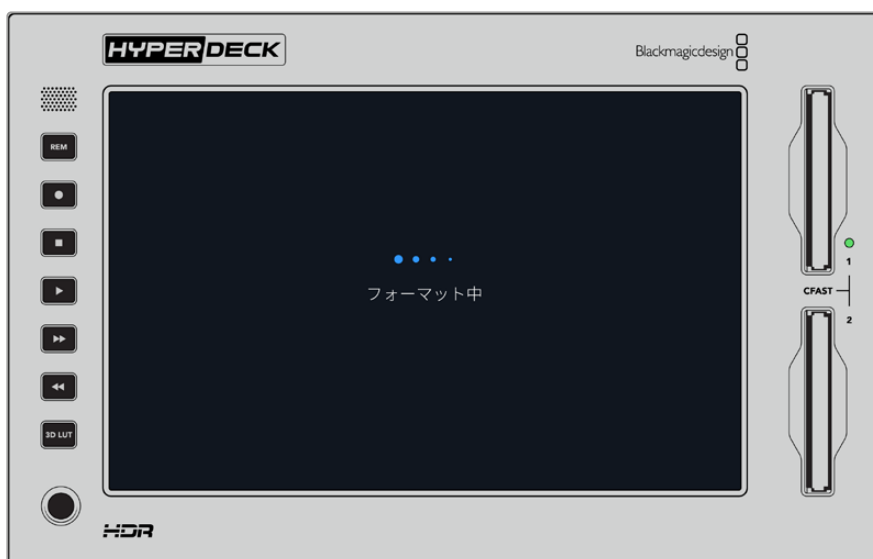 HYPERDECK
Blackmagicdesign
REM
フォーマット中
1
CFAST
2
3D LUT
HDR